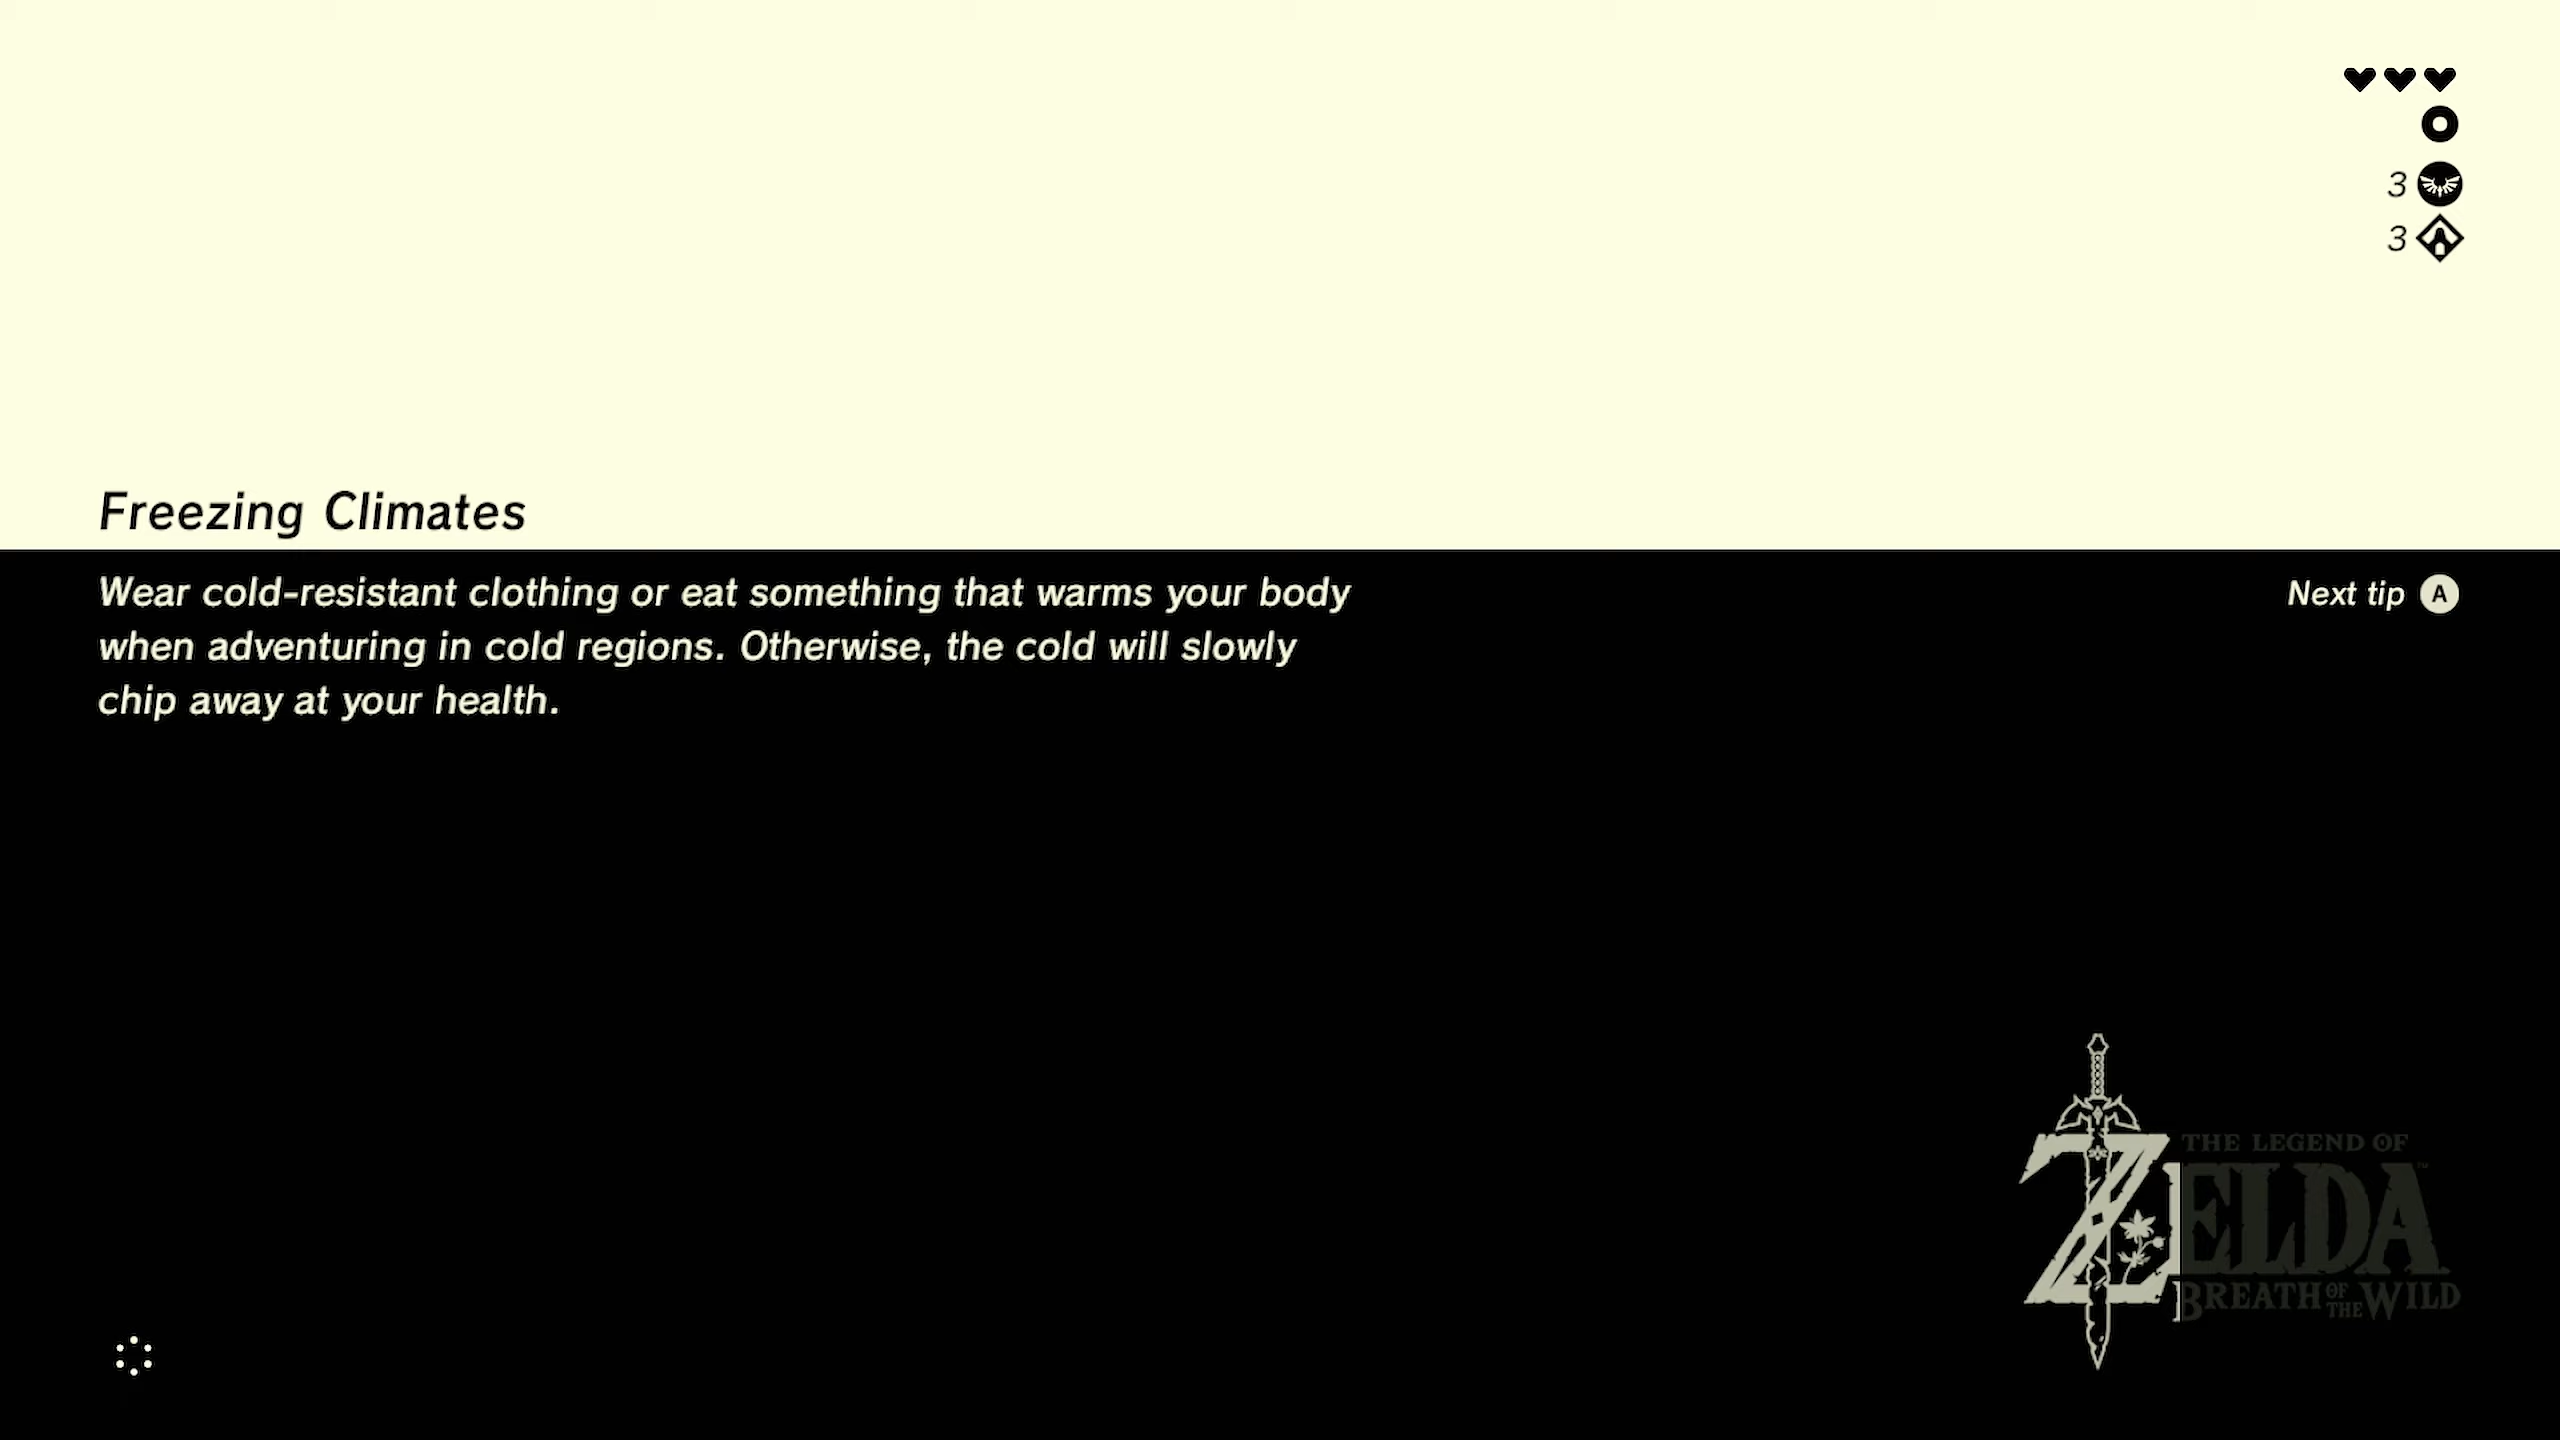 3
3
Freezing Climates
Wear cold-resistant clothing or eat something that warms your body
when adventuring in cold regions. Otherwise, the cold will slowly
chip away at your health.
Next tip A
THE LEGEND OF
ZELDA™
BREATH OF THE WILD